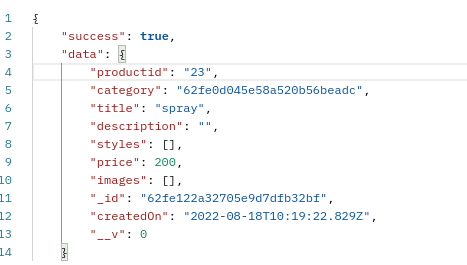 1 {
2 "success": true,
3 "data": {
4 "productid": "23",
5 "category": "62fe0d045e58a520b56beadc",
6 "title": "spray",
7 "description": "",
8 "styles": [],
9 "price": 200,
10 "images": [],
11 "_id": "62fe122a32705e9d7dfb32bf",
12 "createdOn": "2022-08-18T10:19:22.829Z",
13 "__v": 0
14 }